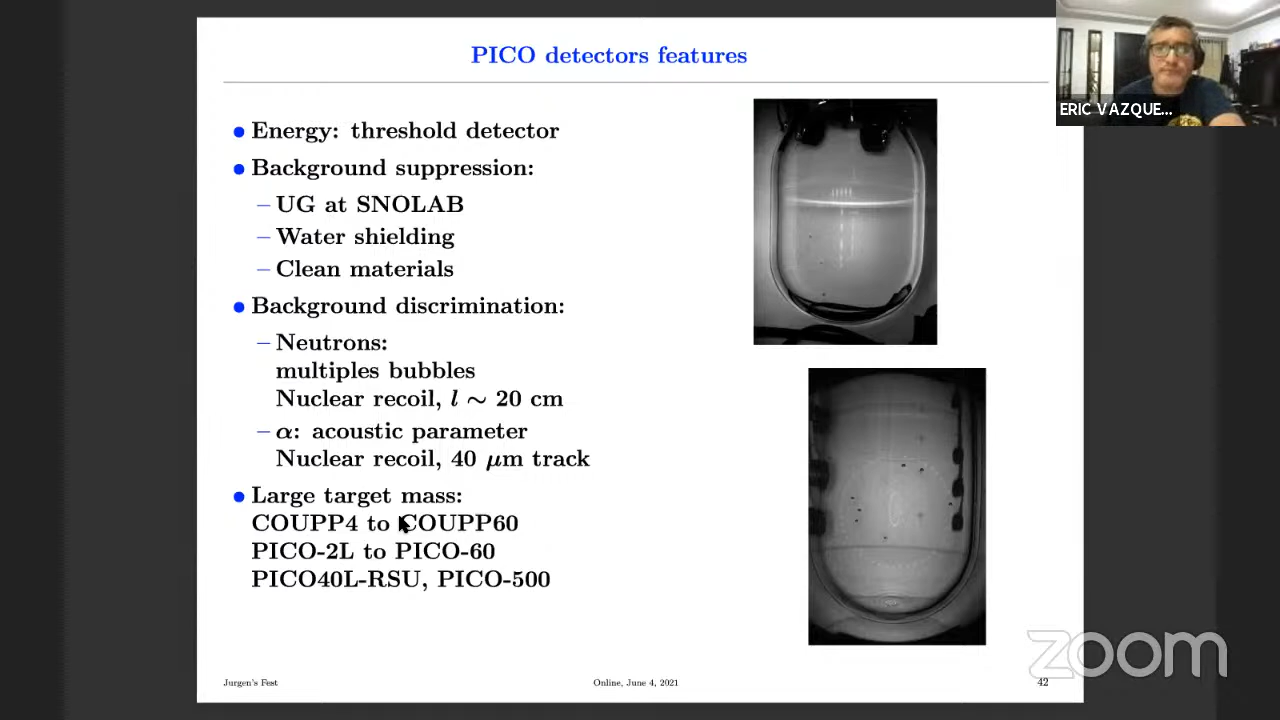 PICO detectors features
ERIC VAZQUE...
● Energy: threshold detector
● Background suppression:
– UG at SNOLAB
– Water shielding
– Clean materials
● Background discrimination:
– Neutrons:
multiples bubbles
Nuclear recoil, l ∼ 20 cm
– α: acoustic parameter
Nuclear recoil, 40 μm track
● Large target mass:
COUPP4 to COUPP60
PICO-2L to PICO-60
PICO40L-RSU, PICO-500
zoom
Jurgen's Fest
Online, June 4, 2021
42